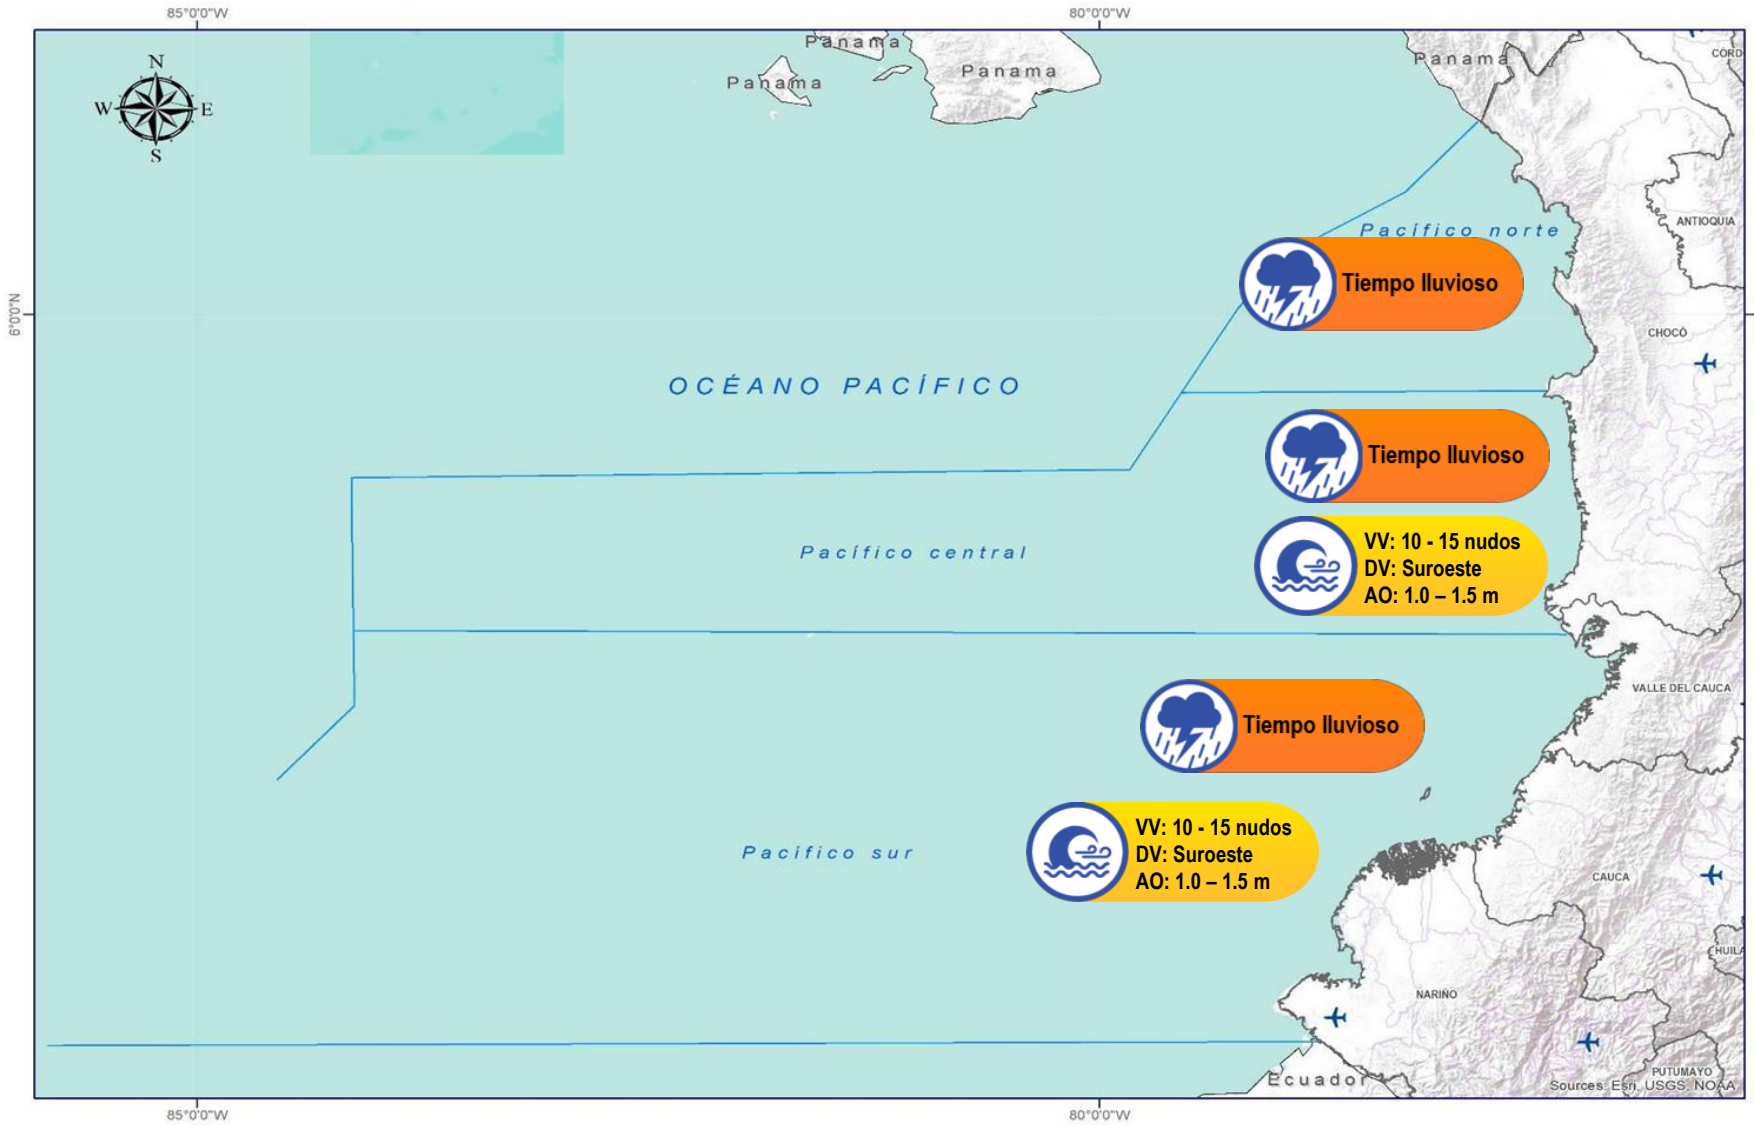 85°0'0"W
80°0'0"W
N
W
E
S
Panama
Panama
Panama
Panama
CÓRD
ANTIOQUIA
Pacífico norte
Tiempo lluvioso
6°0'0"N
CHOCÓ
OCÉANO PACÍFICO
Tiempo lluvioso
Pacífico central
VV: 10 - 15 nudos
DV: Suroeste
AO: 1.0 – 1.5 m
VALLE DEL CAUCA
Tiempo lluvioso
Pacífico sur
VV: 10 - 15 nudos
DV: Suroeste
AO: 1.0 – 1.5 m
CAUCA
HUILA
NARIÑO
PUTUMAYO
Ecuador
Sources: Esri, USGS, NOAA
85°0'0"W
80°0'0"W